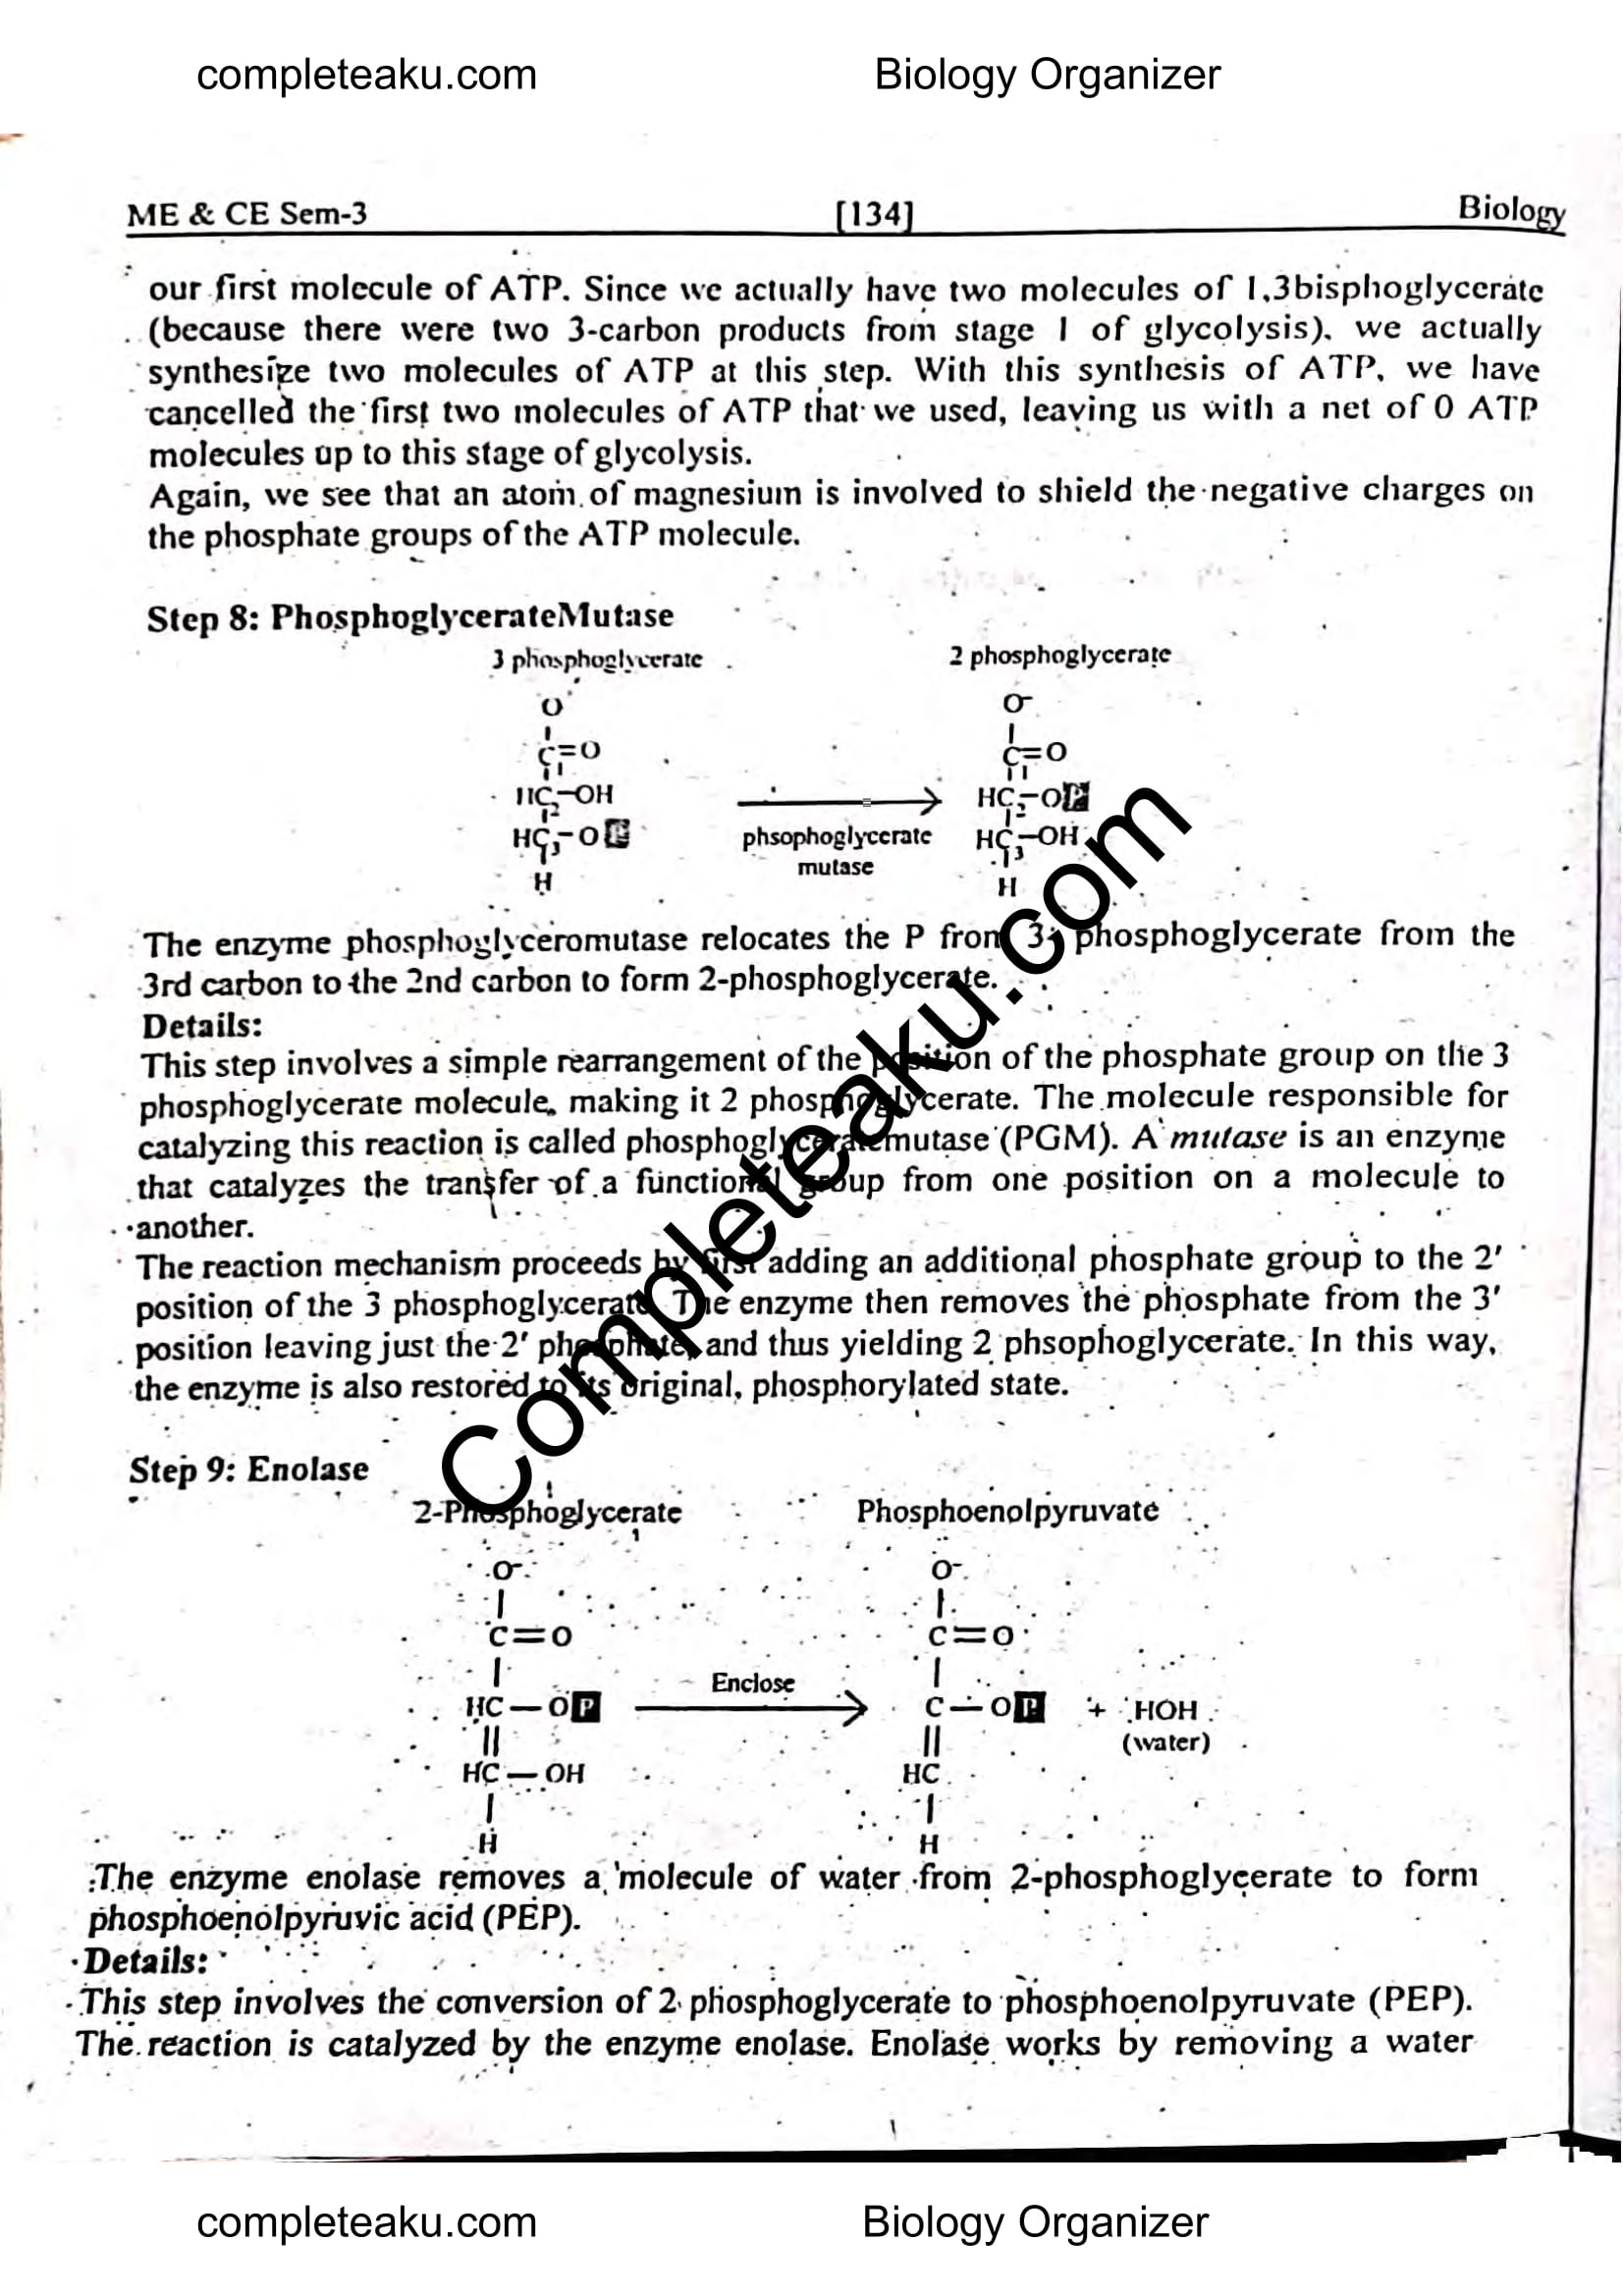 completeaku.com Biology Organizer
ME & CE Sem-3 [134] Biology
our first molecule of ATP. Since we actually have two molecules of 1,3bisphoglycerate
(because there were two 3-carbon products from stage 1 of glycolysis), we actually
synthesize two molecules of ATP at this step. With this synthesis of ATP, we have
cancelled the first two molecules of ATP that we used, leaving us with a net of 0 ATP
molecules up to this stage of glycolysis.
Again, we see that an atom of magnesium is involved to shield the negative charges on
the phosphate groups of the ATP molecule.
Step 8: PhosphoglycerateMutase
3 phosphoglycerate 2 phosphoglycerate
O⁻ O⁻
C=O C=O
1 1
HC—OH HC—OP
2 2
HC—OP phsophoglycerate HC—OH
3 mutase 3
H H
The enzyme phosphoglyceromutase relocates the P from 3- phosphoglycerate from the
3rd carbon to the 2nd carbon to form 2-phosphoglycerate.
Details:
This step involves a simple rearrangement of the position of the phosphate group on the 3
phosphoglycerate molecule, making it 2 phosphoglycerate. The molecule responsible for
catalyzing this reaction is called phosphoglyceratemutase (PGM). A mutase is an enzyme
that catalyzes the transfer of a functional group from one position on a molecule to
another.
The reaction mechanism proceeds by first adding an additional phosphate group to the 2′
position of the 3 phosphoglycerate. The enzyme then removes the phosphate from the 3′
position leaving just the 2′ phosphate, and thus yielding 2 phsophoglycerate. In this way,
the enzyme is also restored to its original, phosphorylated state.
Step 9: Enolase
2-Phosphoglycerate Phosphoenolpyruvate
O⁻ O⁻
C=O C=O
HC—OP Enclose C—OP + HOH
(water)
HC—OH HC
H H
The enzyme enolase removes a molecule of water from 2-phosphoglycerate to form
phosphoenolpyruvic acid (PEP).
Details:
This step involves the conversion of 2 phosphoglycerate to phosphoenolpyruvate (PEP).
The reaction is catalyzed by the enzyme enolase. Enolase works by removing a water
Completeaku.com
completeaku.com Biology Organizer